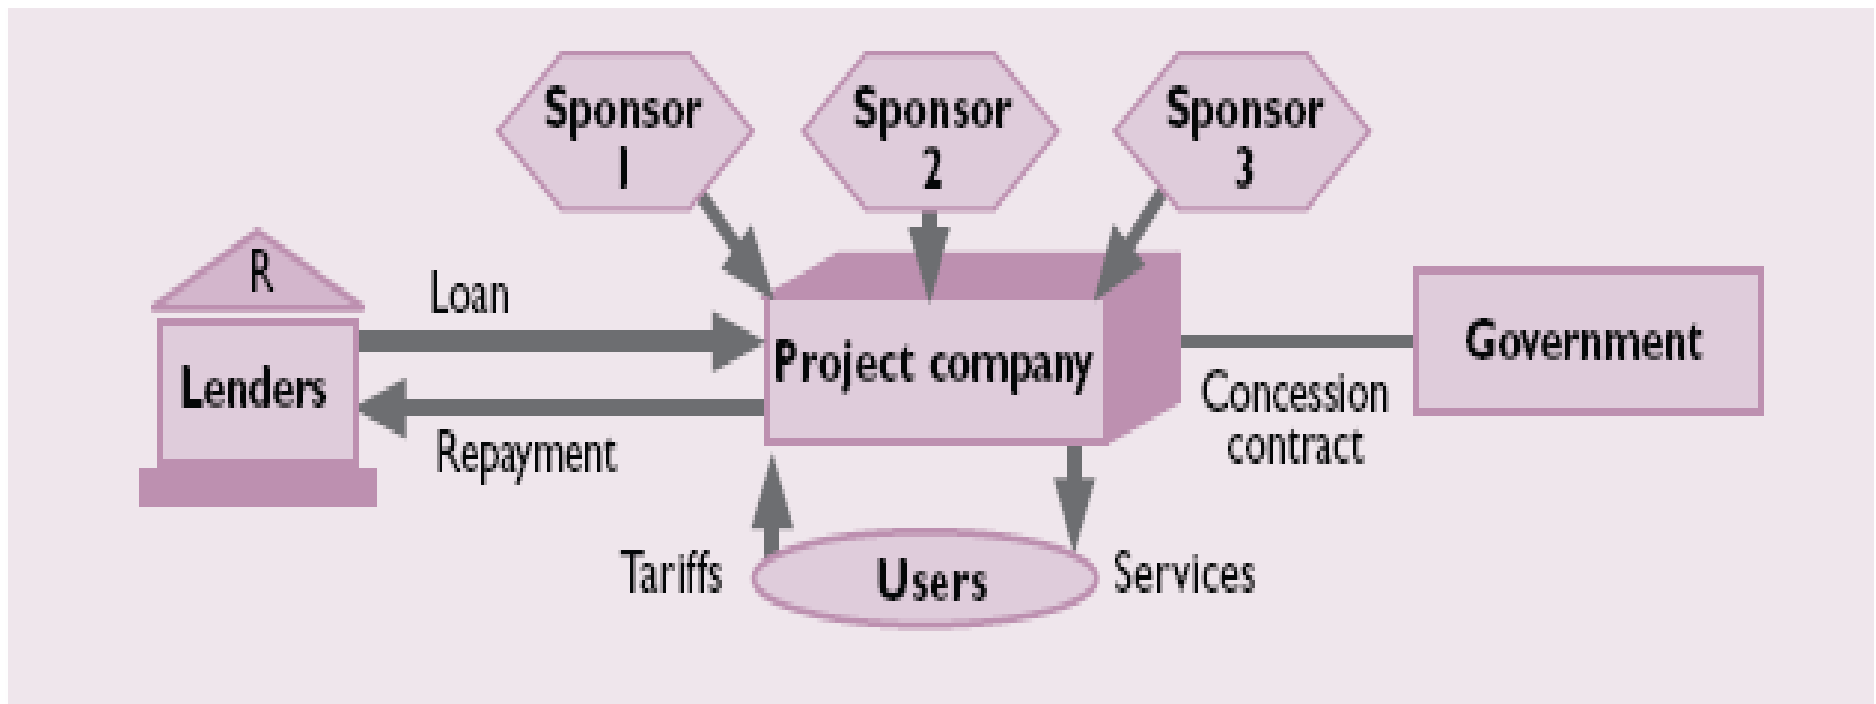 Sponsor
1
Sponsor
2
Sponsor
3
R
Lenders
Loan
Repayment
Project company
Concession
contract
Government
Tariffs
Users
Services